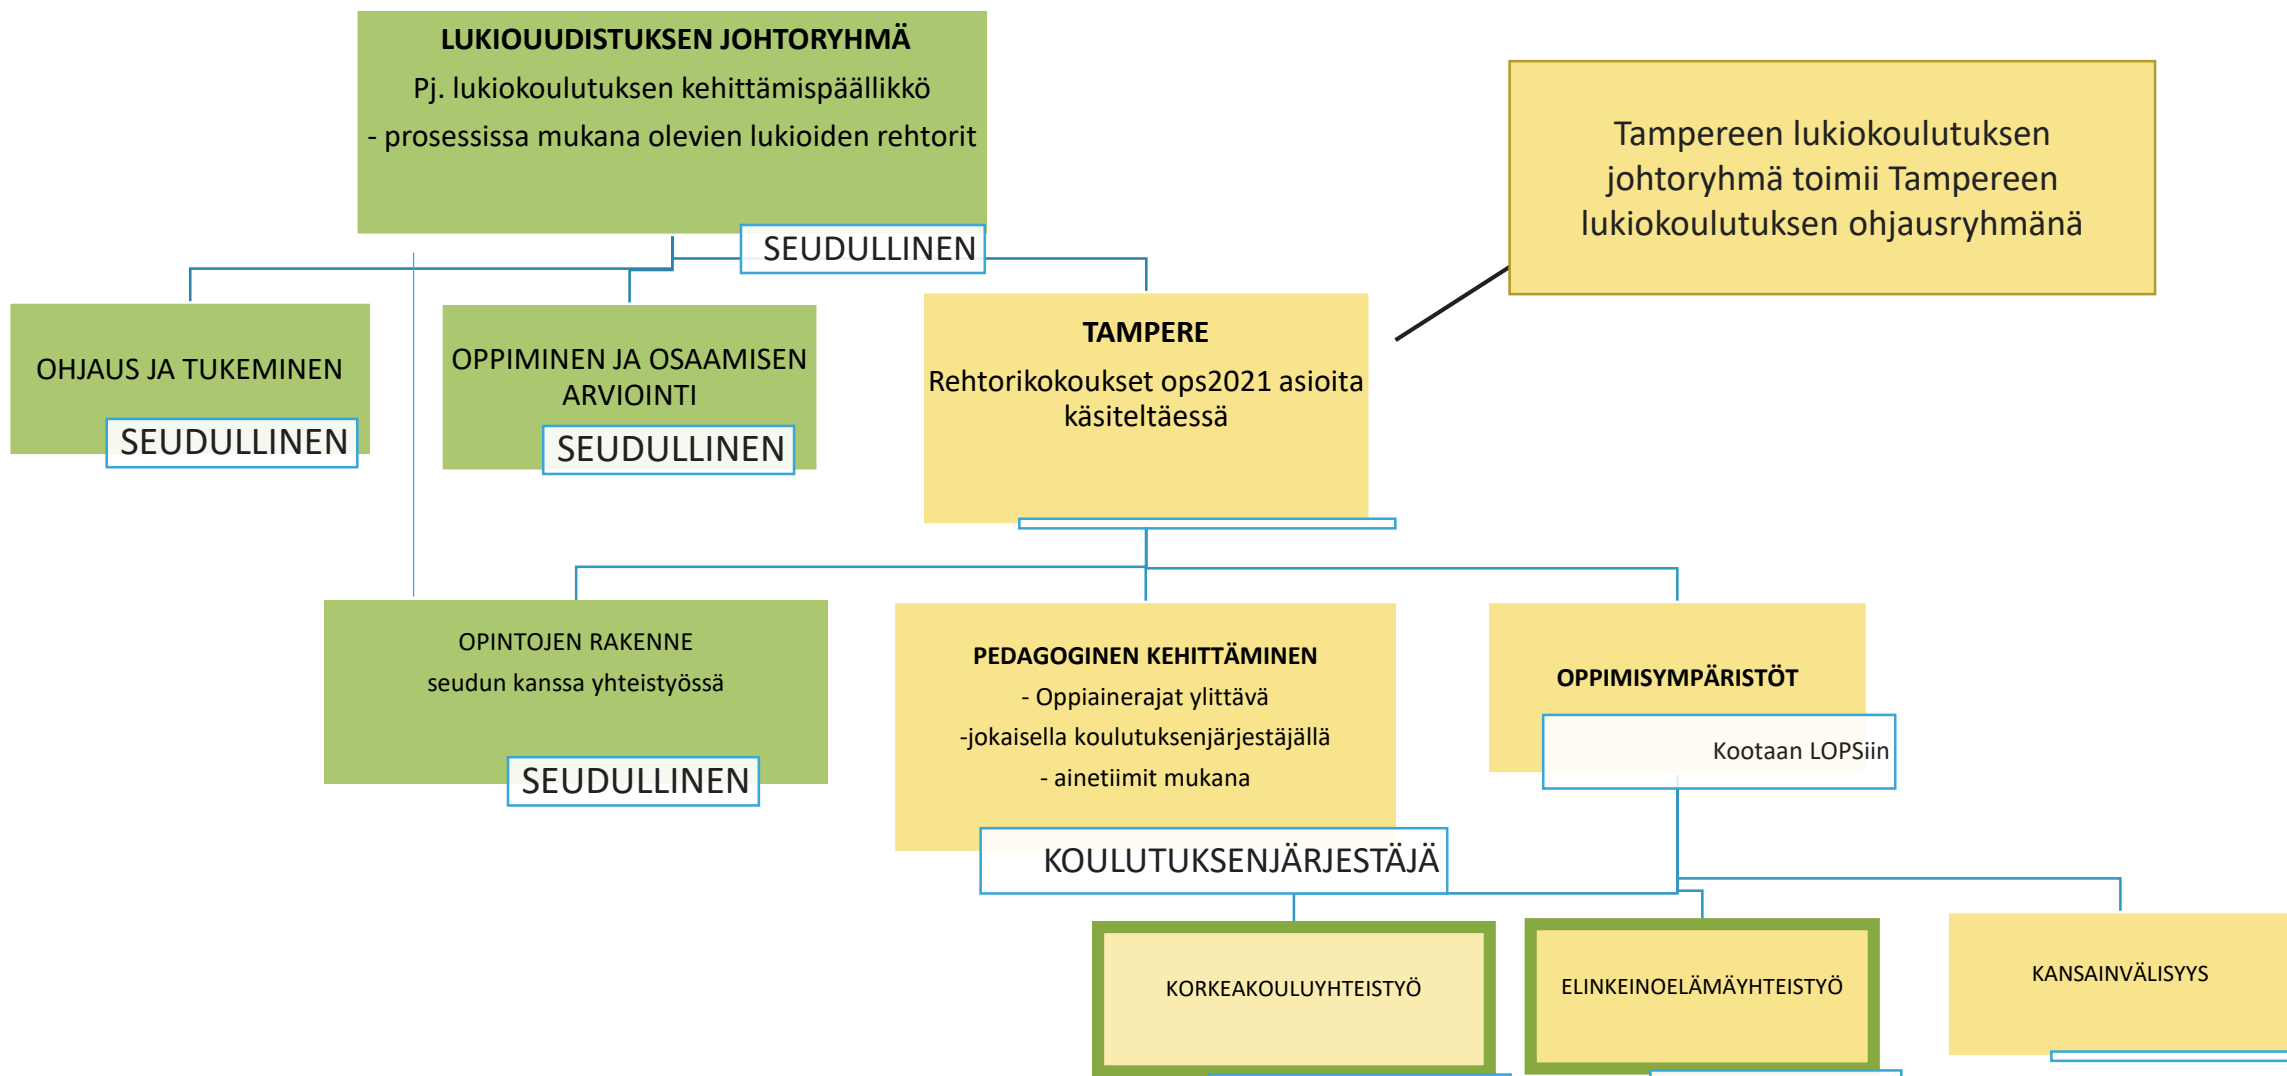 LUKIOUUDISTUKSEN JOHTORYHMÄ
Pj. lukiokoulutuksen kehittämispäällikkö
- prosessissa mukana olevien lukioiden rehtorit
SEUDULLINEN
Tampereen lukiokoulutuksen
johtoryhmä toimii Tampereen
lukiokoulutuksen ohjausryhmänä
OHJAUS JA TUKEMINEN
SEUDULLINEN
OPPIMINEN JA OSAAMISEN
ARVIOINTI
SEUDULLINEN
TAMPERE
Rehtorikokoukset ops2021 asioita
käsiteltäessä
OPINTOJEN RAKENNE
seudun kanssa yhteistyössä
SEUDULLINEN
PEDAGOGINEN KEHITTÄMINEN
- Oppiainerajat ylittävä
-jokaisella koulutuksenjärjestäjällä
- ainetiimit mukana
KOULUTUKSENJÄRJESTÄJÄ
OPPIMISYMPÄRISTÖT
Kootaan LOPSiin
KORKEAKOULUYHTEISTYÖ
ELINKEINOELÄMÄYHTEISTYÖ
KANSAINVÄLISYYS